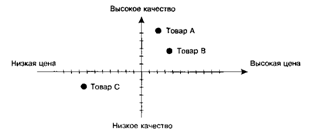 Высокое качество
Товар А
Товар В
Низкая цена
Высокая цена
Товар С
Низкое качество